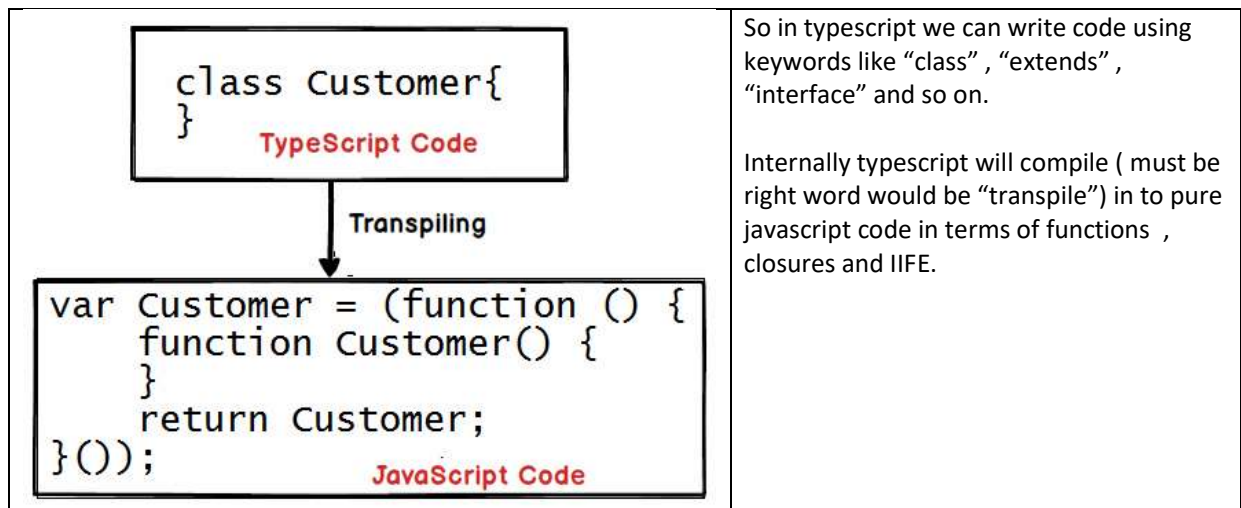 class Customer{
}
TypeScript Code
Transpiling
var Customer = (function () {
    function Customer() {
    }
    return Customer;
}());
JavaScript Code
So in typescript we can write code using
keywords like “class” , “extends” ,
“interface” and so on.
Internally typescript will compile ( must be
right word would be “transpile”) in to pure
javascript code in terms of functions ,
closures and IIFE.